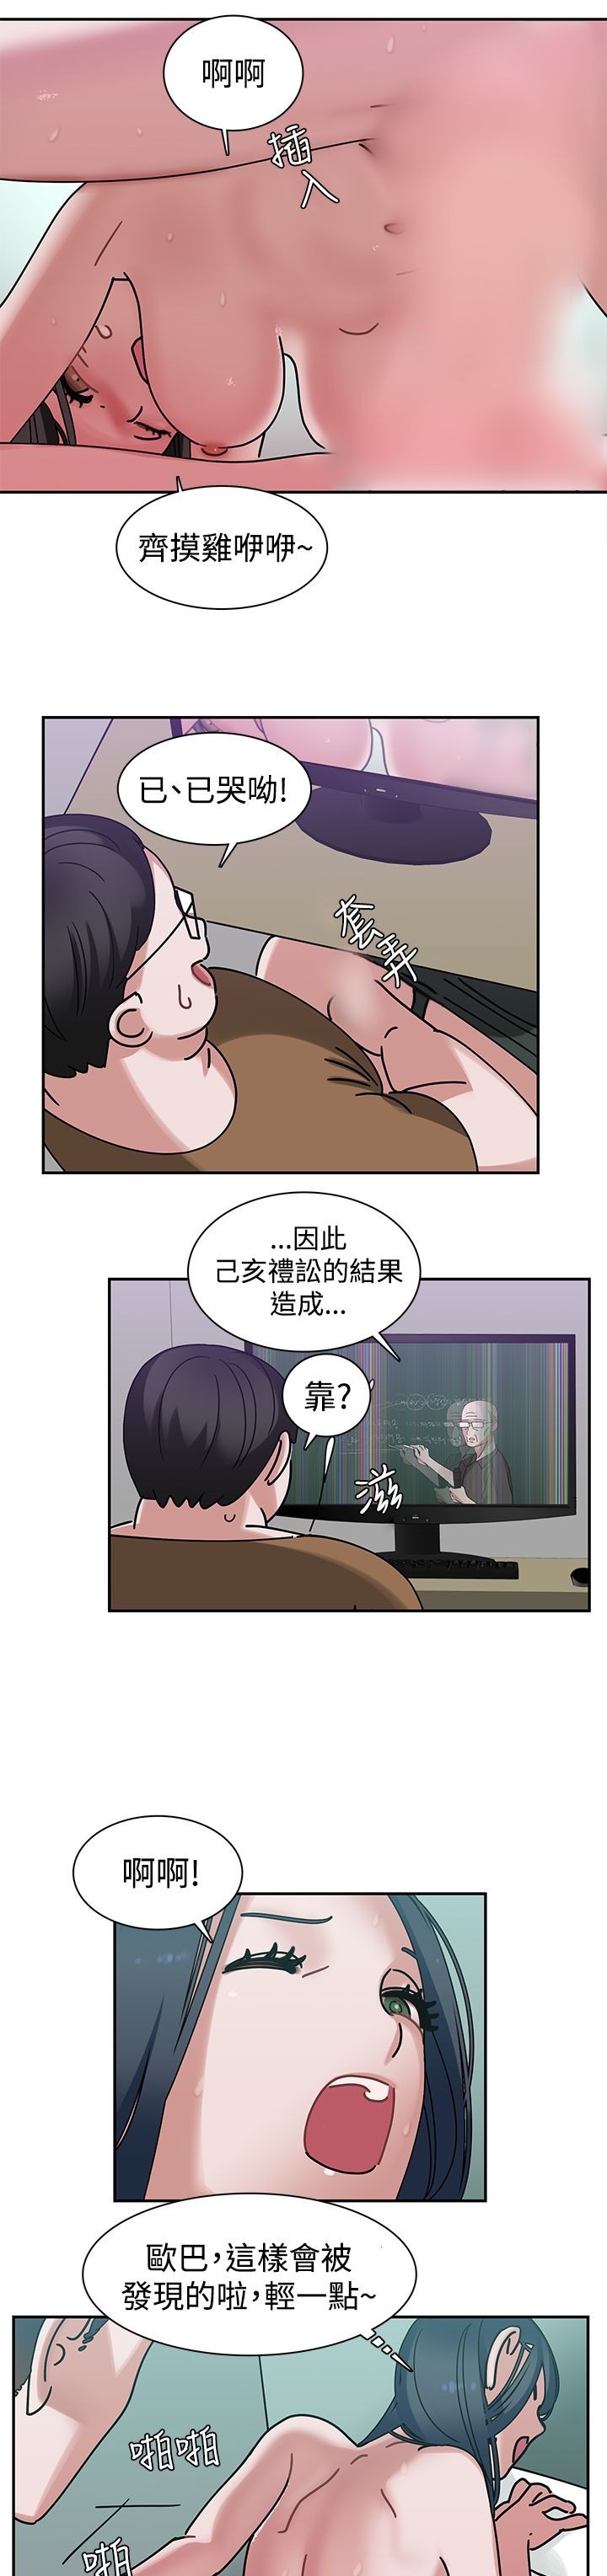 啊啊
插入
齊摸雞咿咿~
已、已哭呦!
套弄
...因此
己亥禮訟的結果
造成...
靠?
滋
啊啊!
歐巴,這樣會被
發現的啦,輕一點~
啪啪
啪